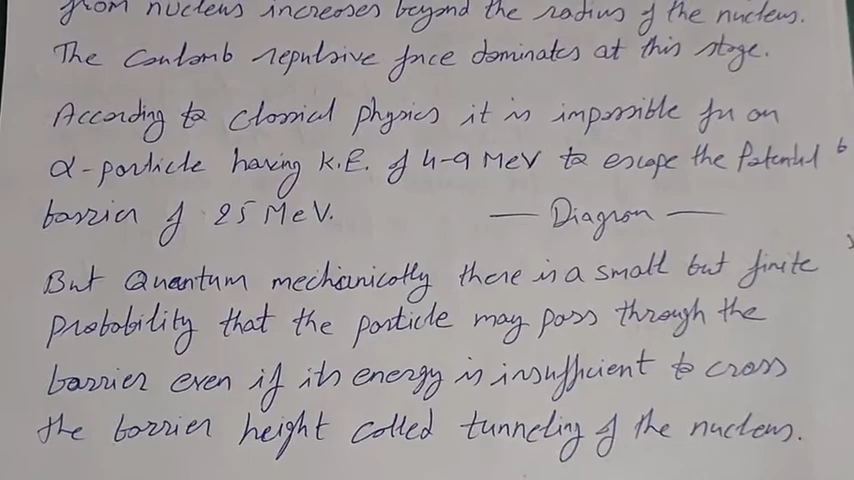 from nucleus increases beyond the radius of the nucleus.
The Coulomb repulsive force dominates at this stage.
According to classical physics it is impossible for an
α-particle having K.E. of 4-9 MeV to escape the Potential
barrier of 25 MeV. — Diagram —
But Quantum mechanically there is a small but finite
Probability that the particle may pass through the
barrier even if its energy is insufficient to cross
the barrier height called tunneling of the nucleus.